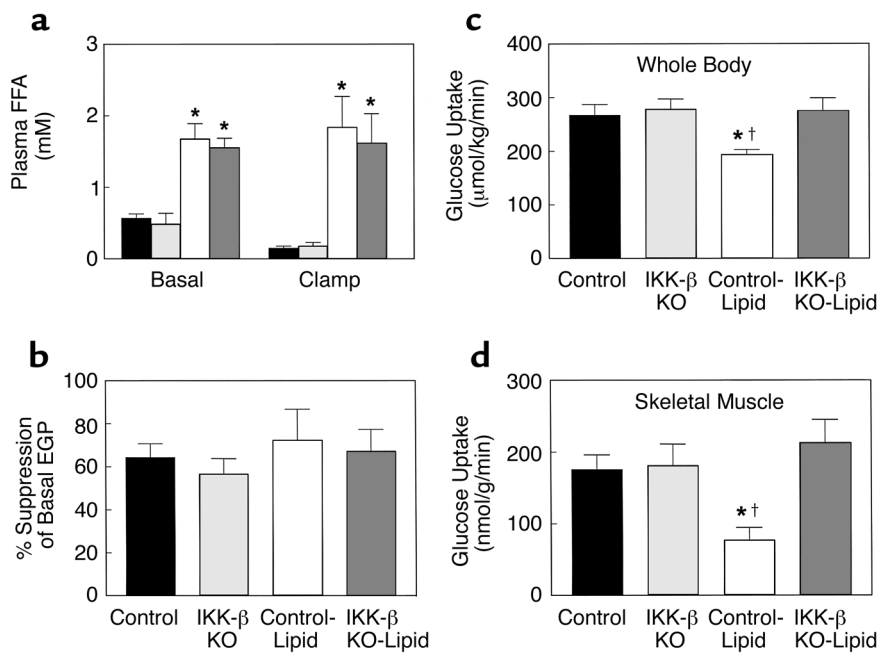 a
Plasma FFA
(mM)
3
2
1
0
*
*
*
*
Basal
Clamp
b
% Suppression
of Basal EGP
100
80
60
40
20
0
Control
IKK-β
KO
Control-
Lipid
IKK-β
KO-Lipid
c
Glucose Uptake
(μmol/kg/min)
400
300
200
100
0
Whole Body
*†
Control
IKK-β
KO
Control-
Lipid
IKK-β
KO-Lipid
d
Glucose Uptake
(nmol/g/min)
300
200
100
0
Skeletal Muscle
*†
Control
IKK-β
KO
Control-
Lipid
IKK-β
KO-Lipid